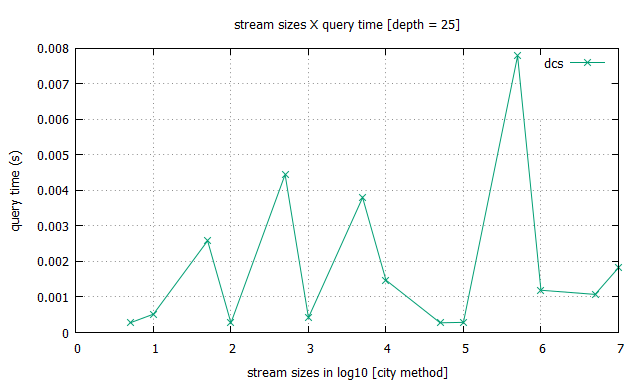 stream sizes X query time [depth = 25]
0.008
dcs
0.007
0.006
0.005
0.004
0.003
0.002
0.001
0
query time (s)
0 1 2 3 4 5 6 7
stream sizes in log10 [city method]